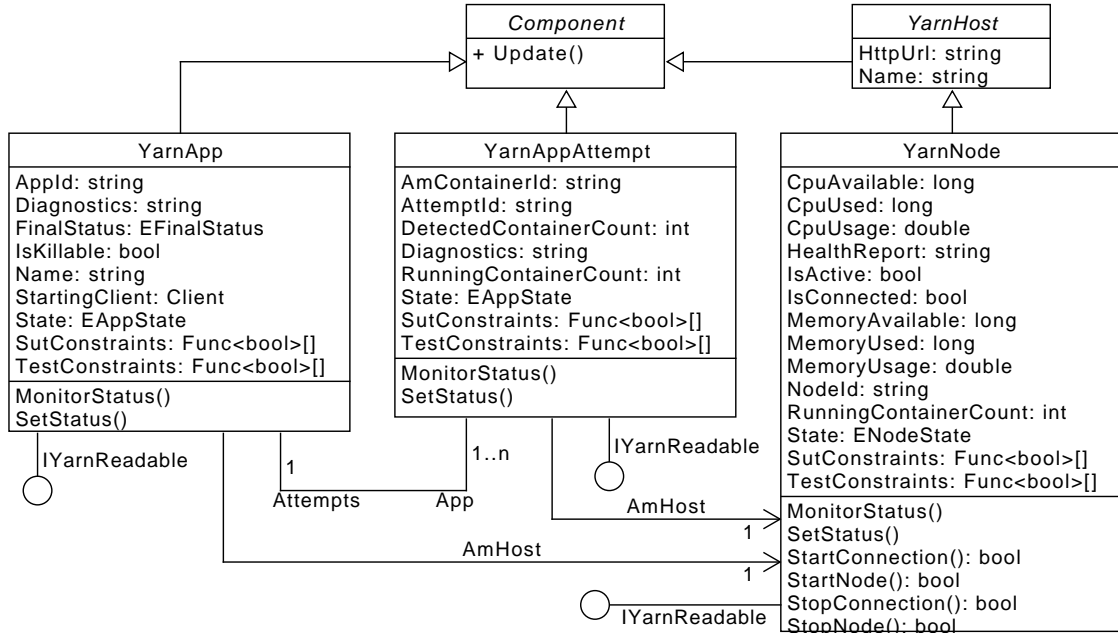 Component
+ Update()
YarnHost
HttpUrl: string
Name: string
YarnApp
AppId: string
Diagnostics: string
FinalStatus: EFinalStatus
IsKillable: bool
Name: string
StartingClient: Client
State: EAppState
SutConstraints: Func<bool>[]
TestConstraints: Func<bool>[]
MonitorStatus()
SetStatus()
YarnAppAttempt
AmContainerId: string
AttemptId: string
DetectedContainerCount: int
Diagnostics: string
RunningContainerCount: int
State: EAppState
SutConstraints: Func<bool>[]
TestConstraints: Func<bool>[]
MonitorStatus()
SetStatus()
YarnNode
CpuAvailable: long
CpuUsed: long
CpuUsage: double
HealthReport: string
IsActive: bool
IsConnected: bool
MemoryAvailable: long
MemoryUsed: long
MemoryUsage: double
NodeId: string
RunningContainerCount: int
State: ENodeState
SutConstraints: Func<bool>[]
TestConstraints: Func<bool>[]
MonitorStatus()
SetStatus()
StartConnection(): bool
StartNode(): bool
StopConnection(): bool
StopNode(): bool
IYarnReadable
1
Attempts
1..n
App
IYarnReadable
AmHost
1
AmHost
1
IYarnReadable